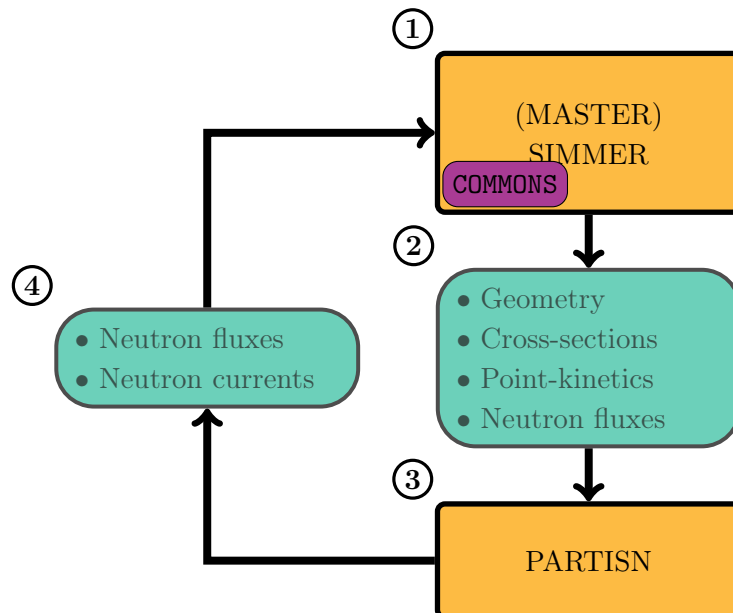 1
(MASTER)
SIMMER
COMMONS
2
• Geometry
• Cross-sections
• Point-kinetics
• Neutron fluxes
3
PARTISN
4
• Neutron fluxes
• Neutron currents